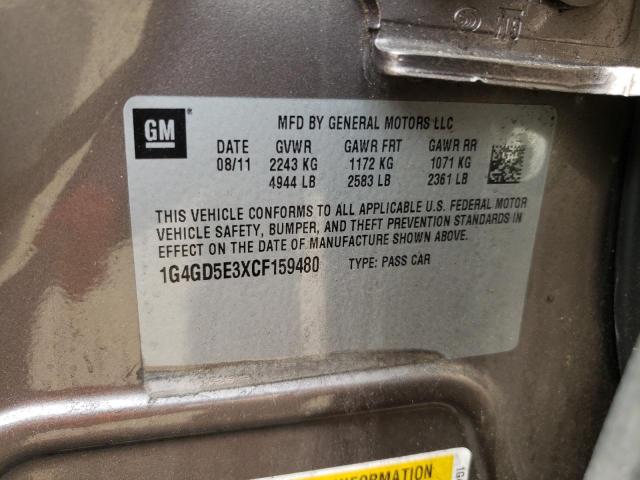 GM
MFD BY GENERAL MOTORS LLC
DATE GVWR GAWR FRT GAWR RR
08/11 2243 KG 1172 KG 1071 KG
4944 LB 2583 LB 2361 LB
THIS VEHICLE CONFORMS TO ALL APPLICABLE U.S. FEDERAL MOTOR
VEHICLE SAFETY, BUMPER, AND THEFT PREVENTION STANDARDS IN
EFFECT ON THE DATE OF MANUFACTURE SHOWN ABOVE.
1G4GD5E3XCF159480 TYPE: PASS CAR
INFORMATION